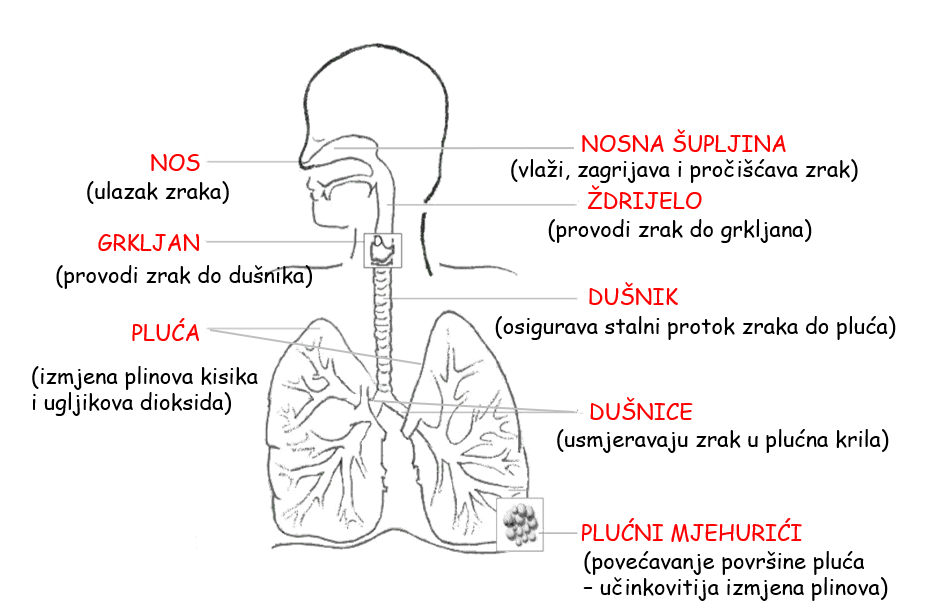 NOS
(ulazak zraka)
GRKLJAN
(provodi zrak do dušnika)
PLUĆA
(izmjena plinova kisika
i ugljikova dioksida)
NOSNA ŠUPLJINA
(vlaži, zagrijava i pročišćava zrak)
ŽDRIJELO
(provodi zrak do grkljana)
DUŠNIK
(osigurava stalni protok zraka do pluća)
DUŠNICE
(usmjeravaju zrak u plućna krila)
PLUĆNI MJEHURIĆI
(povećavanje površine pluća
– učinkovitija izmjena plinova)